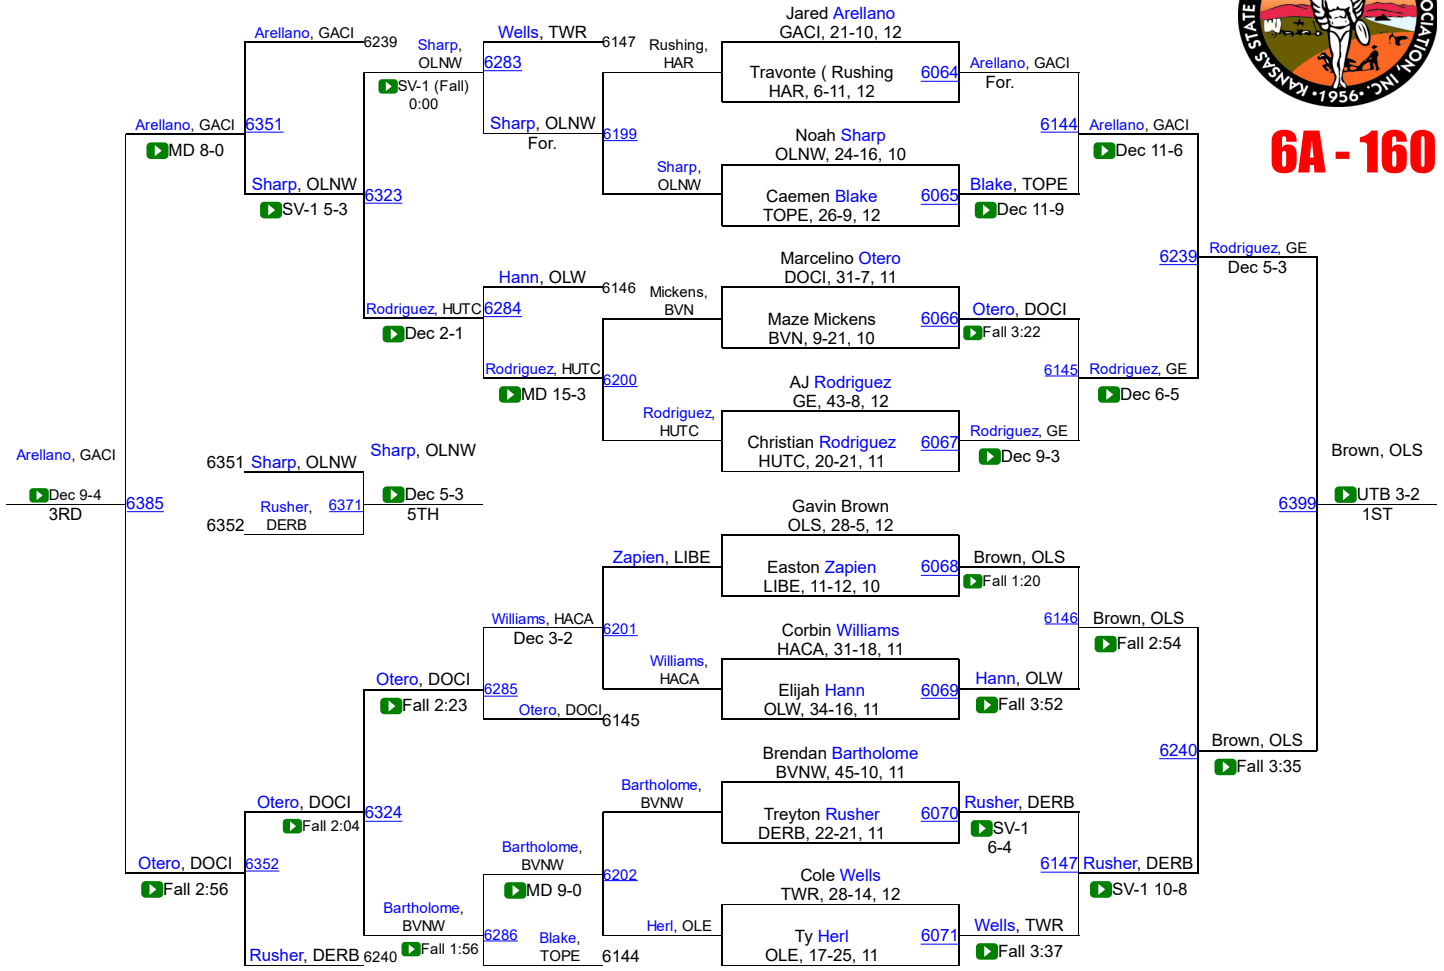 Arellano, GACI
6239
Sharp,
OLNW
Wells, TWR
6147
Rushing,
HAR
Jared Arellano
GACI, 21-10, 12
6283
SV-1 (Fall)
0:00
Travonte ( Rushing
HAR, 6-11, 12
6064
Arellano, GACI
For.
KANSAS STATE
OCIATION, INC.
•1956•
6A - 160
Arellano, GACI
MD 8-0
6351
Sharp, OLNW
For.
6199
Noah Sharp
OLNW, 24-16, 10
6144
Arellano, GACI
Dec 11-6
Sharp, OLNW
SV-1 5-3
6323
Sharp,
OLNW
Caemen Blake
TOPE, 26-9, 12
6065
Blake, TOPE
Dec 11-9
Marcelino Otero
DOCI, 31-7, 11
6239
Rodriguez, GE
Dec 5-3
Hann, OLW
6146
Mickens,
BVN
Rodriguez, HUTC
Dec 2-1
6284
Maze Mickens
BVN, 9-21, 10
6066
Otero, DOCI
Fall 3:22
Rodriguez, HUTC
MD 15-3
6200
AJ Rodriguez
GE, 43-8, 12
6145
Rodriguez, GE
Dec 6-5
Rodriguez,
HUTC
Christian Rodriguez
HUTC, 20-21, 11
6067
Rodriguez, GE
Dec 9-3
Arellano, GACI
Dec 9-4
3RD
6385
6351
Sharp, OLNW
Rusher,
DERB
6352
6371
Sharp, OLNW
Dec 5-3
5TH
Brown, OLS
6399
UTB 3-2
1ST
Gavin Brown
OLS, 28-5, 12
Zapien, LIBE
Easton Zapien
LIBE, 11-12, 10
6068
Brown, OLS
Fall 1:20
Williams, HACA
Dec 3-2
6201
Corbin Williams
HACA, 31-18, 11
6146
Brown, OLS
Fall 2:54
Williams,
HACA
Otero, DOCI
Fall 2:23
6285
Elijah Hann
OLW, 34-16, 11
6069
Hann, OLW
Fall 3:52
Otero, DOCI
6145
Brendan Bartholome
BVNW, 45-10, 11
6240
Brown, OLS
Fall 3:35
Bartholome,
BVNW
Otero, DOCI
Fall 2:04
6324
Treyton Rusher
DERB, 22-21, 11
6070
Rusher, DERB
SV-1
6-4
Otero, DOCI
Fall 2:56
6352
Bartholome,
BVNW
MD 9-0
6202
Cole Wells
TWR, 28-14, 12
6147
Rusher, DERB
SV-1 10-8
Bartholome,
BVNW
Fall 1:56
6286
Herl, OLE
Ty Herl
OLE, 17-25, 11
6071
Wells, TWR
Fall 3:37
Rusher, DERB
6240
Blake,
TOPE
6144